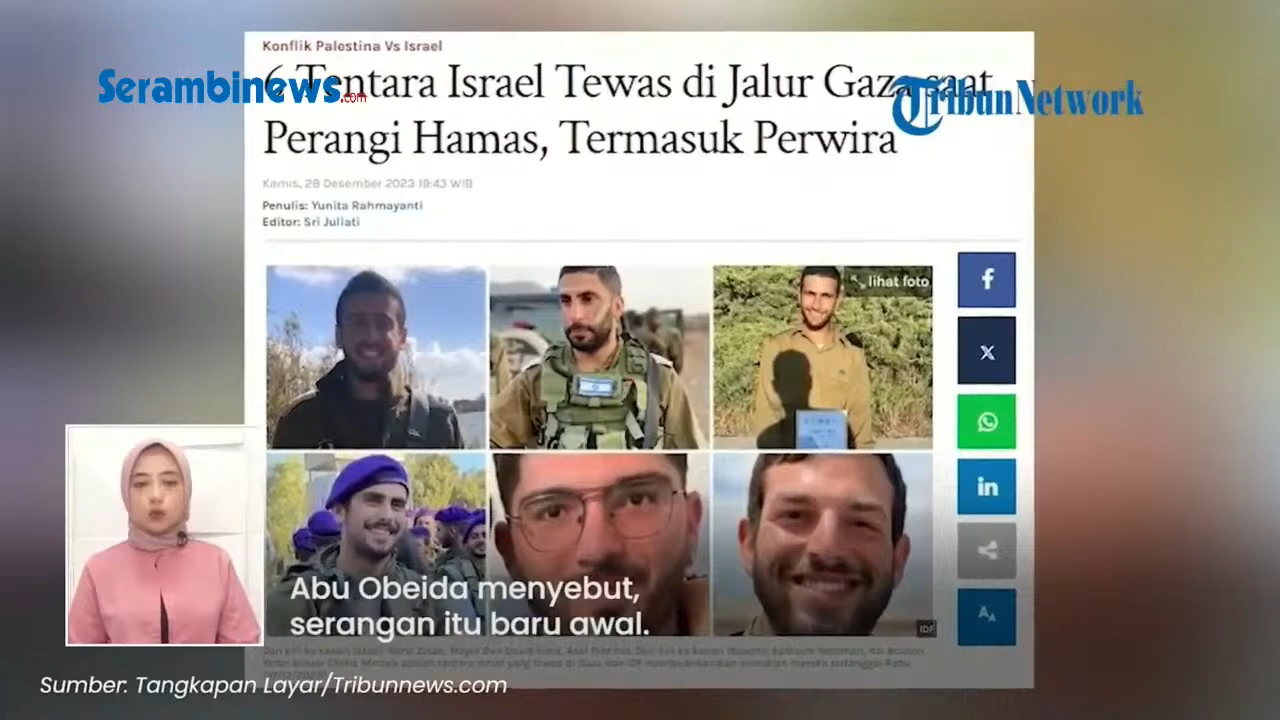 Konflik Palestina Vs Israel
6 Tentara Israel Tewas di Jalur Gaza saat
Serambinews.com
TribunNetwork
Perangi Hamas, Termasuk Perwira
Kamis, 28 Desember 2023 19:43 WIB
Penulis: Yunita Rahmayanti
Editor: Sri Juliati
lihat foto
Abu Obeida menyebut,
serangan itu baru awal.
IDF
Sumber: Tangkapan Layar/Tribunnews.com